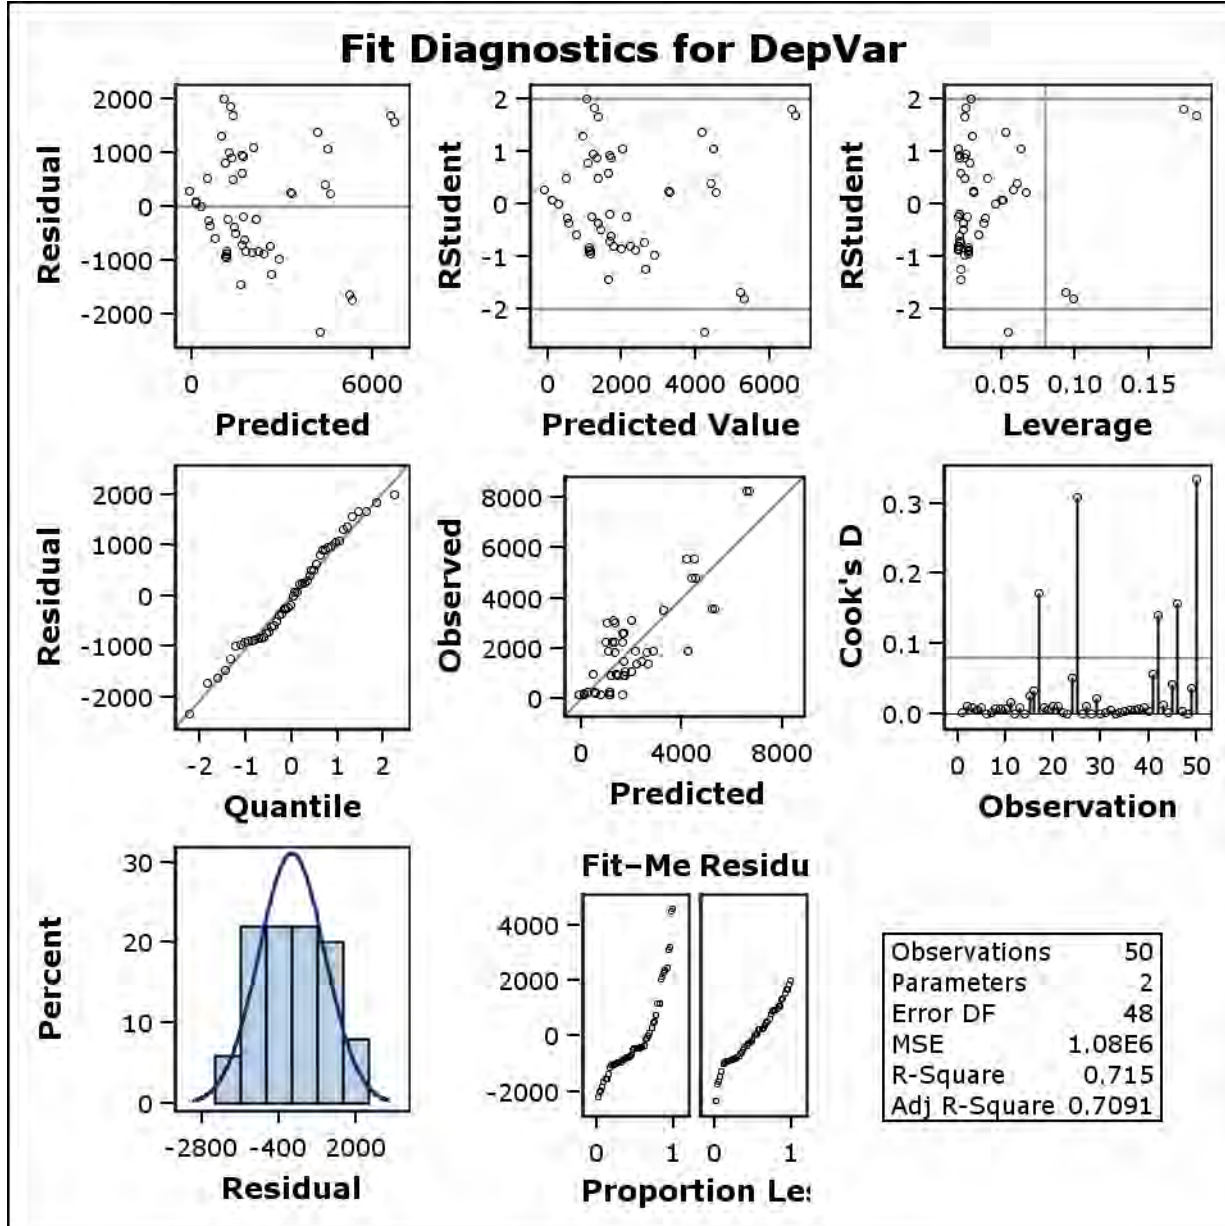 Fit Diagnostics for DepVar
2000
1000
0
-1000
-2000
Residual
0 6000
Predicted
2
1
0
-1
-2
RStudent
0 2000 4000 6000
Predicted Value
2
1
0
-1
-2
RStudent
0.05 0.10 0.15
Leverage
2000
1000
0
-1000
-2000
Residual
-2 -1 0 1 2
Quantile
8000
6000
4000
2000
0
Observed
0 4000 8000
Predicted
0.3
0.2
0.1
0.0
Cook's D
0 10 20 30 40 50
Observation
30
20
10
0
Percent
-2800 -400 2000
Residual
Fit–Me Residu
4000
2000
0
-2000
0 1 0 1
Proportion Les
Observations 50
Parameters 2
Error DF 48
MSE 1.08E6
R-Square 0.715
Adj R-Square 0.7091